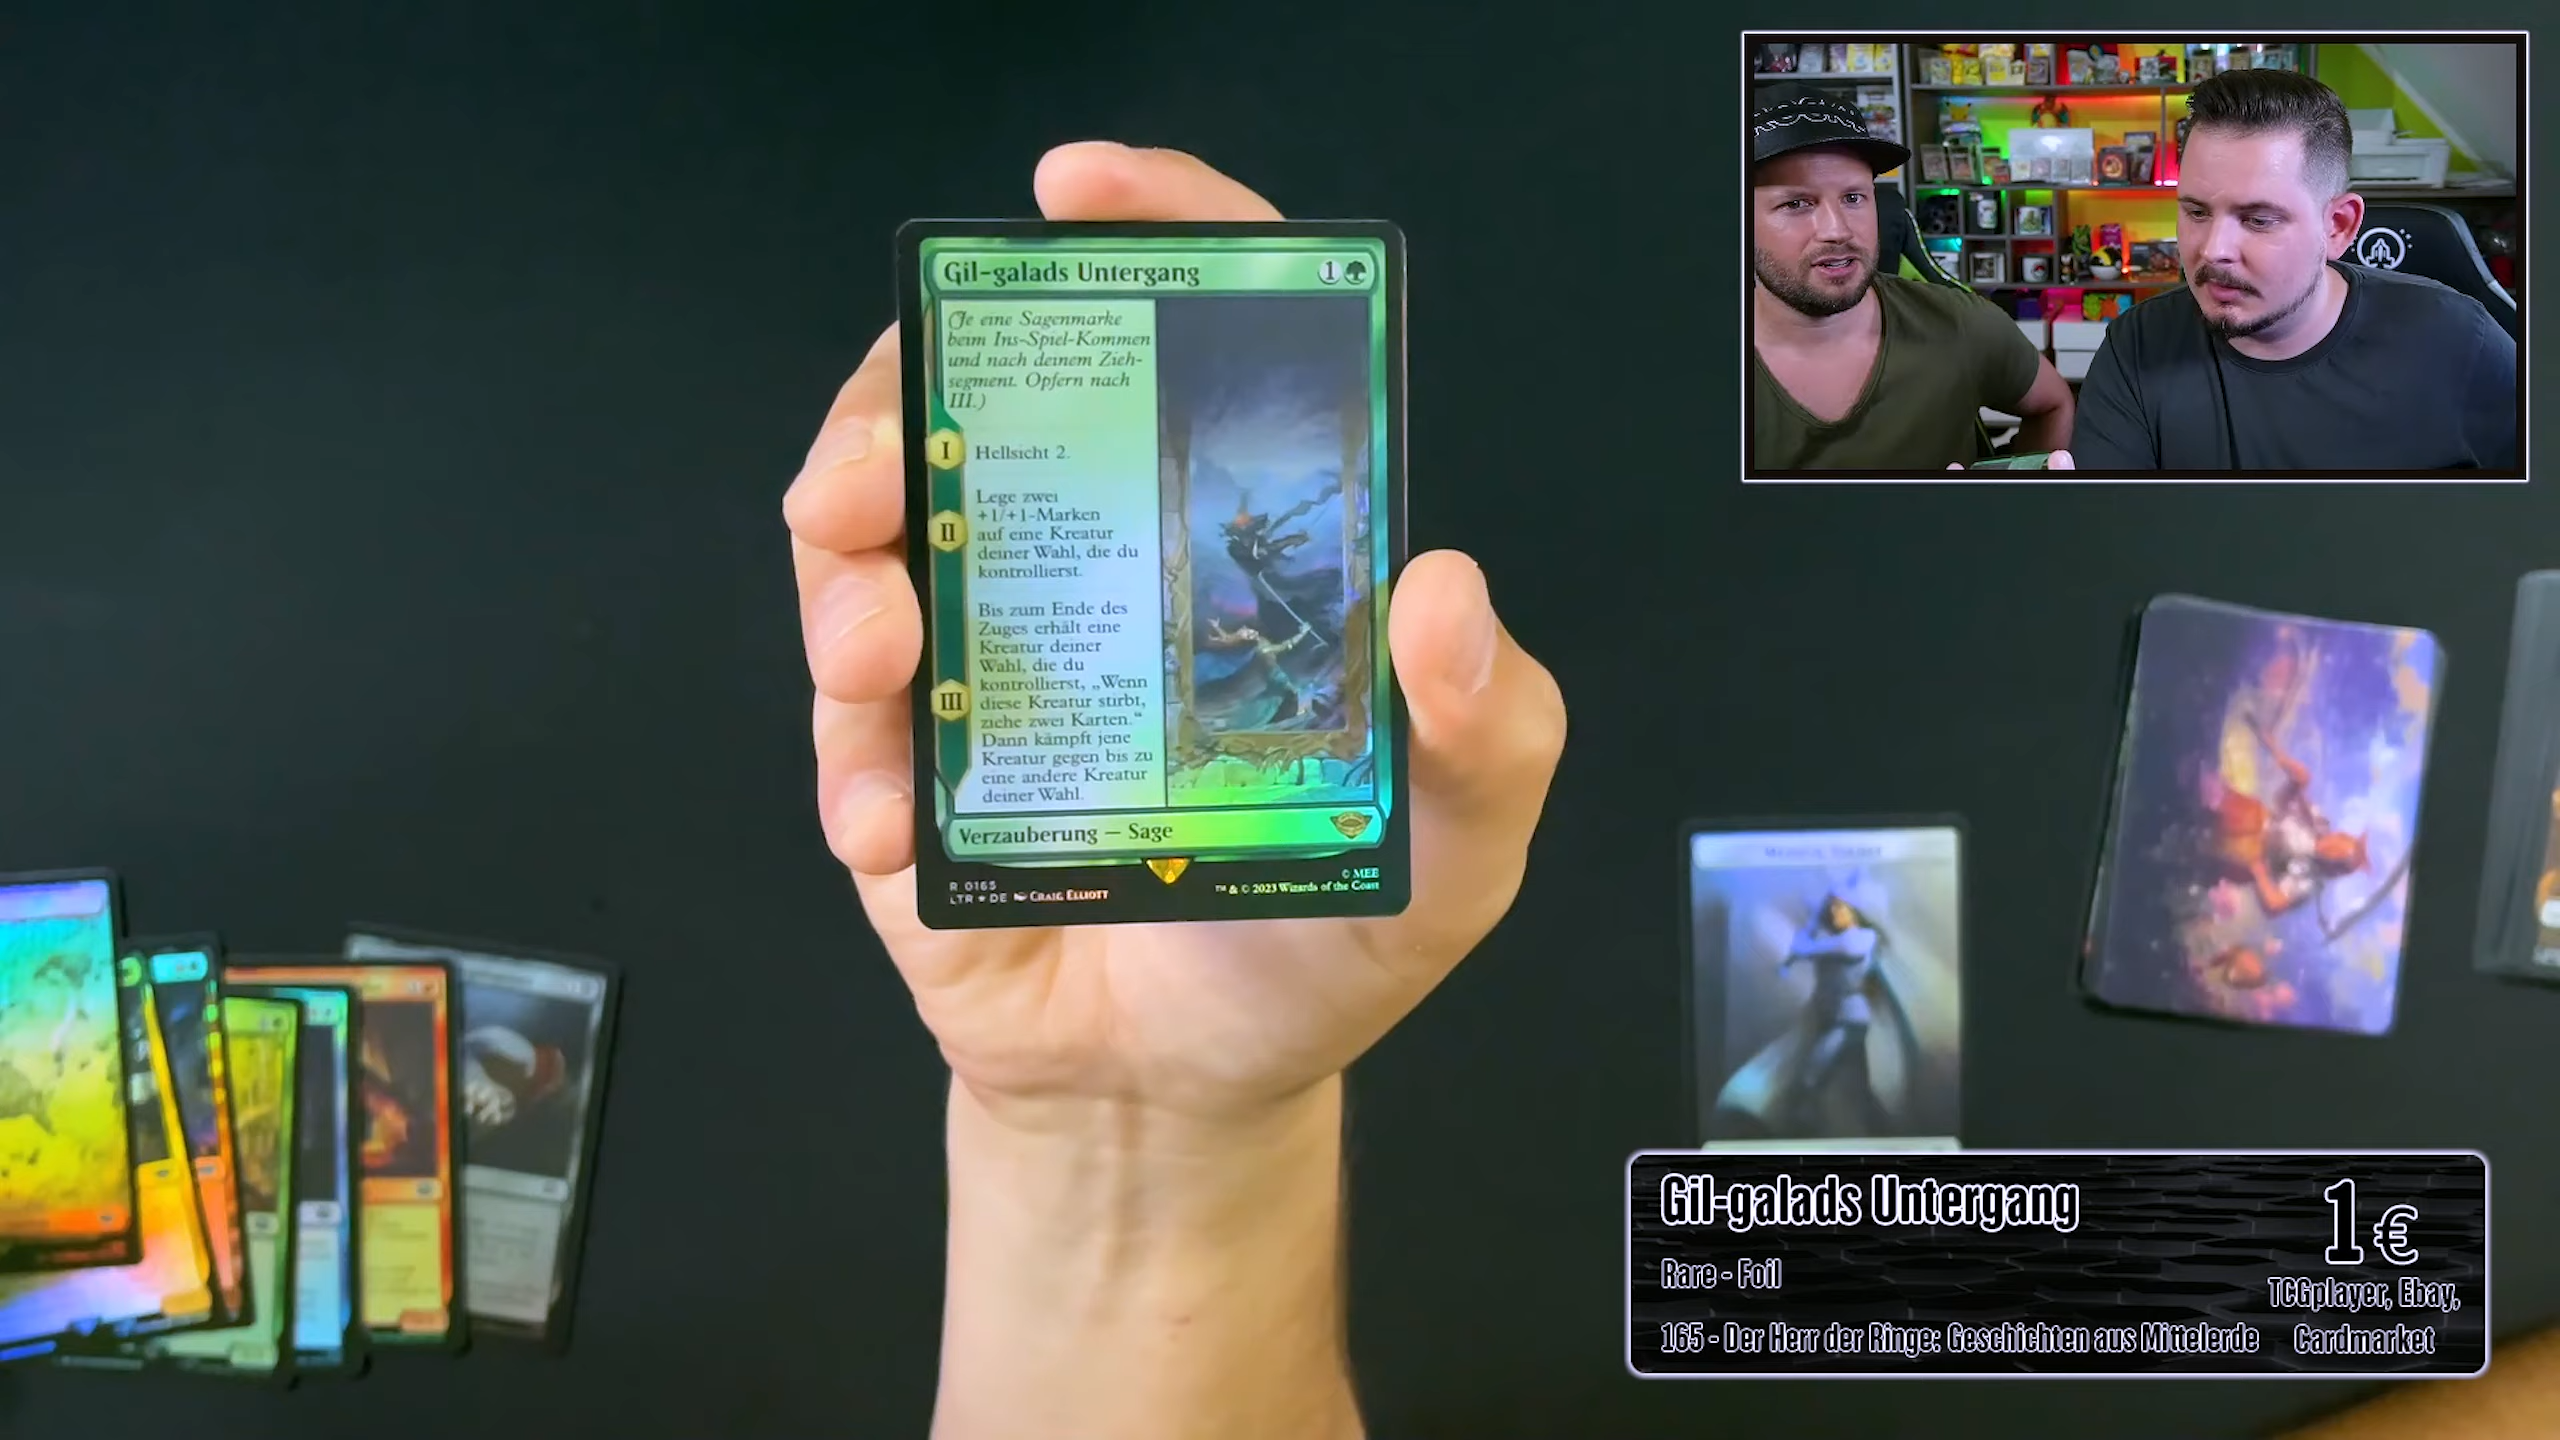 Gil-galads Untergang
1
(Je eine Sagenmarke
beim Ins-Spiel-Kommen
und nach deinem Zieh-
segment. Opfern nach
III.)
I
Hellsicht 2.
II
Lege zwei
+1/+1-Marken
auf eine Kreatur
deiner Wahl, die du
kontrollierst.
III
Bis zum Ende des
Zuges erhält eine
Kreatur deiner
Wahl, die du
kontrollierst, „Wenn
diese Kreatur stirbt,
ziehe zwei Karten.“
Dann kämpft jene
Kreatur gegen bis zu
eine andere Kreatur
deiner Wahl.
Verzauberung — Sage
R 0165
LTR ★ DE Craig Elliott
© MEE
™ & © 2023 Wizards of the Coast
Gil-galads Untergang
Rare - Foil
165 - Der Herr der Ringe: Geschichten aus Mittelerde
1 €
TCGplayer, Ebay,
Cardmarket